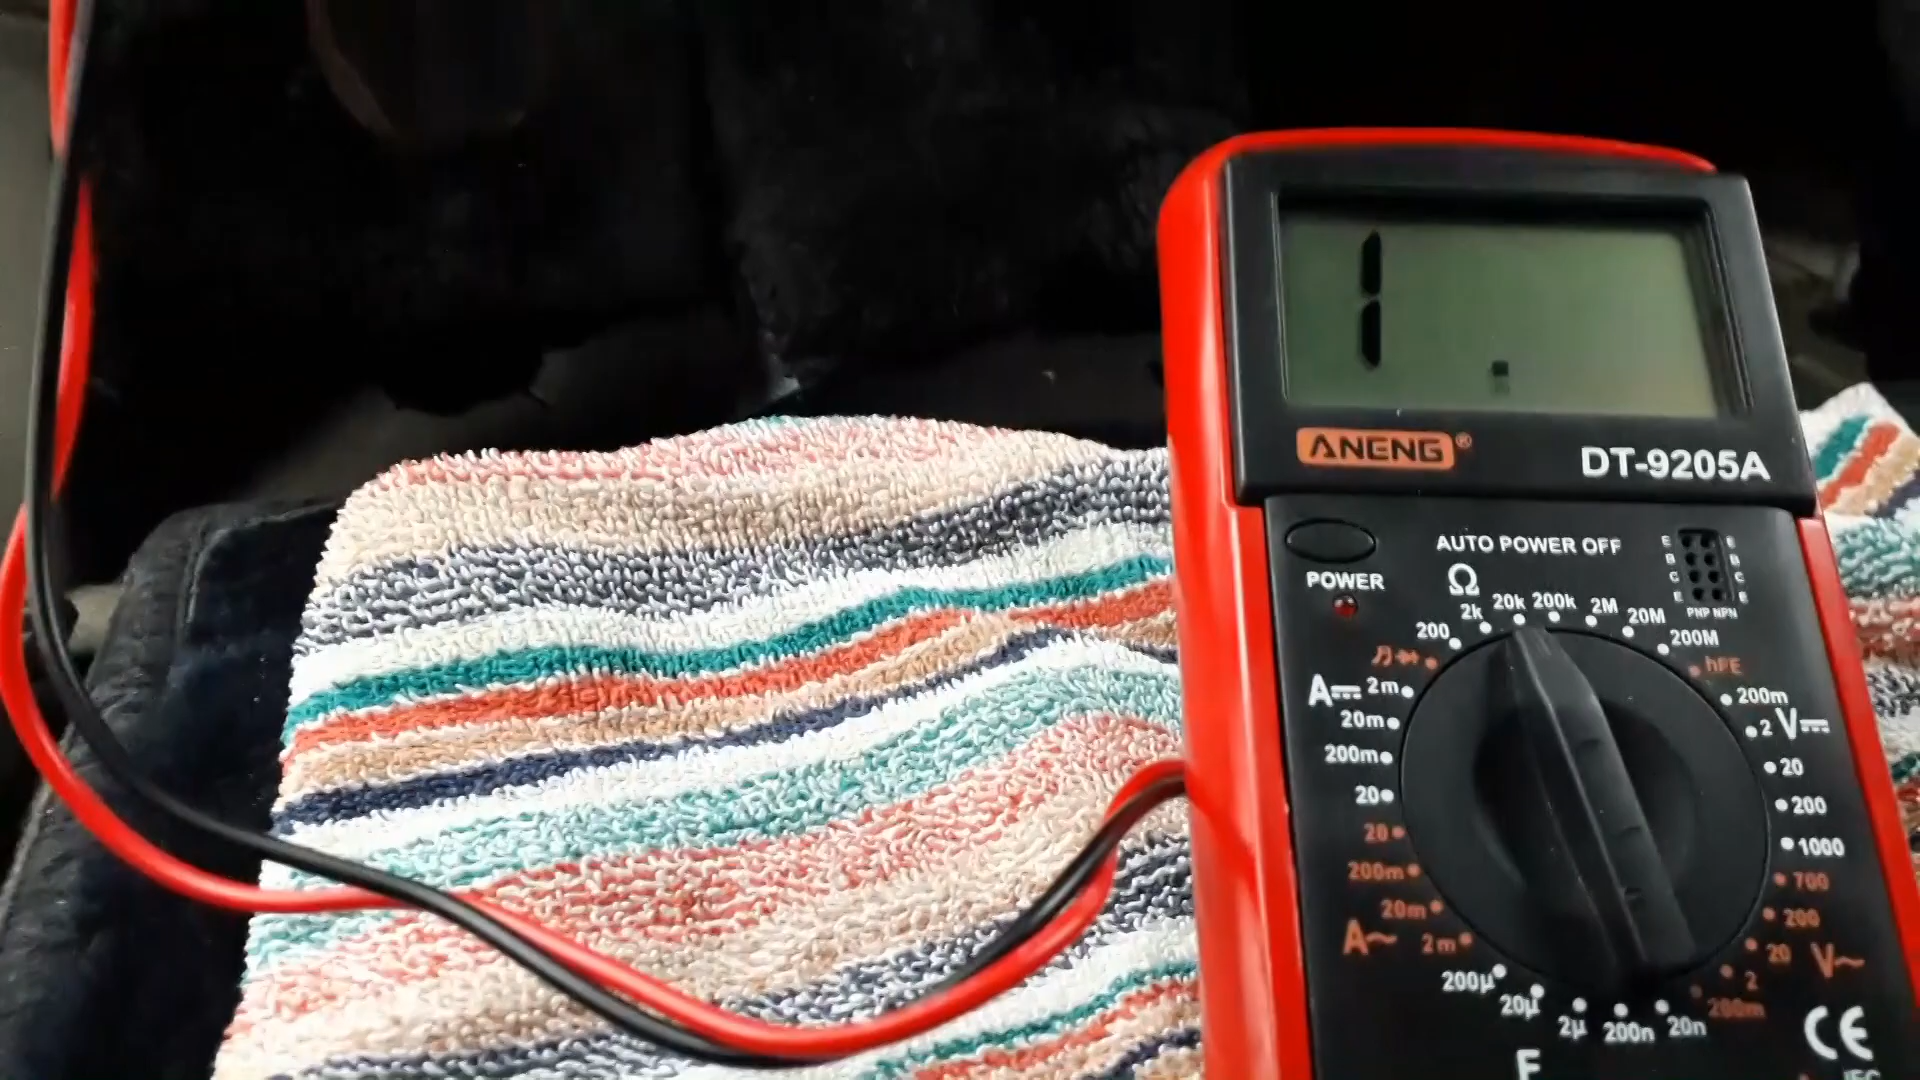 1 .
ANENG®
DT-9205A
AUTO POWER OFF
POWER
E E
B B
C C
E E
PNP NPN
Ω
200 2k 20k 200k 2M 20M 200M
hFE
A 2m
20m
200m
20
20
200m
20m
A~ 2m
200m
2 V
20
200
1000
700
200
20 V~
2
200m
200µ
20µ
2µ
200n
20n
F
CE